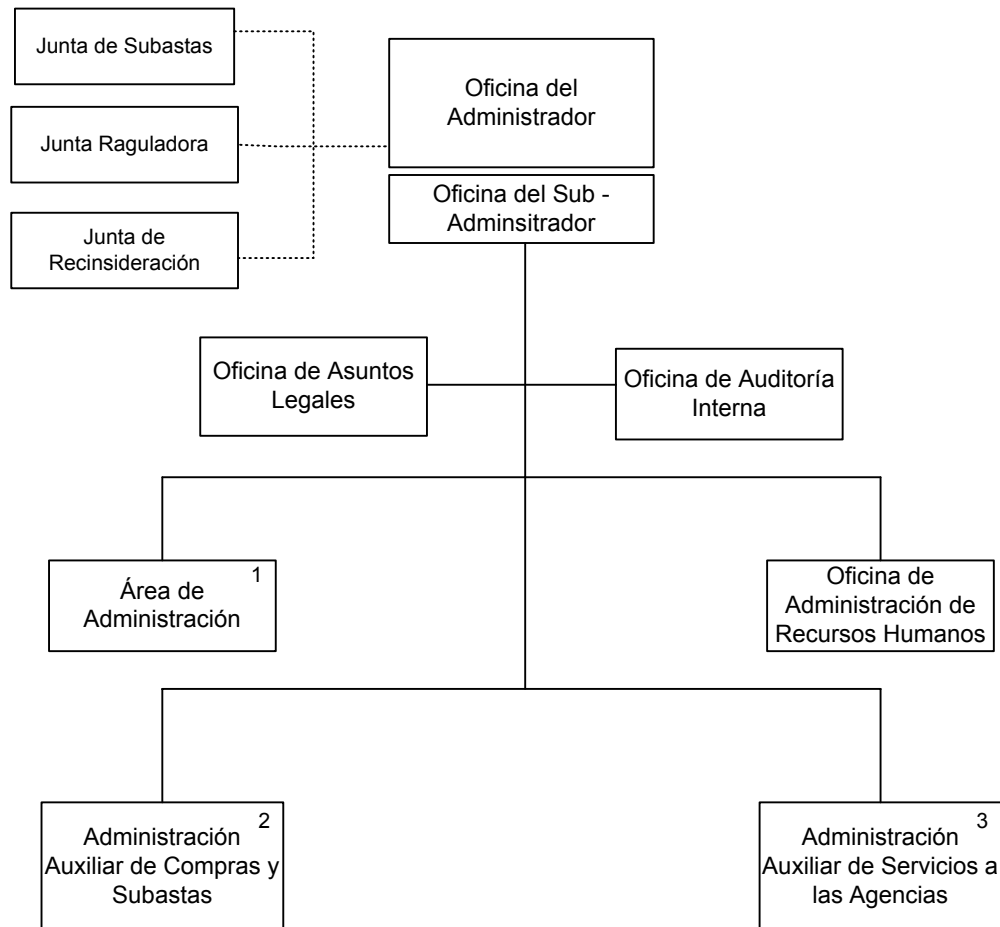 Junta de Subastas
Oficina del
Administrador
Junta Raguladora
Oficina del Sub -
Adminsitrador
Junta de
Recinsideración
Oficina de Asuntos
Legales
Oficina de Auditoría
Interna
1
Área de
Administración
Oficina de
Administración de
Recursos Humanos
2
Administración
Auxiliar de Compras y
Subastas
3
Administración
Auxiliar de Servicios a
las Agencias